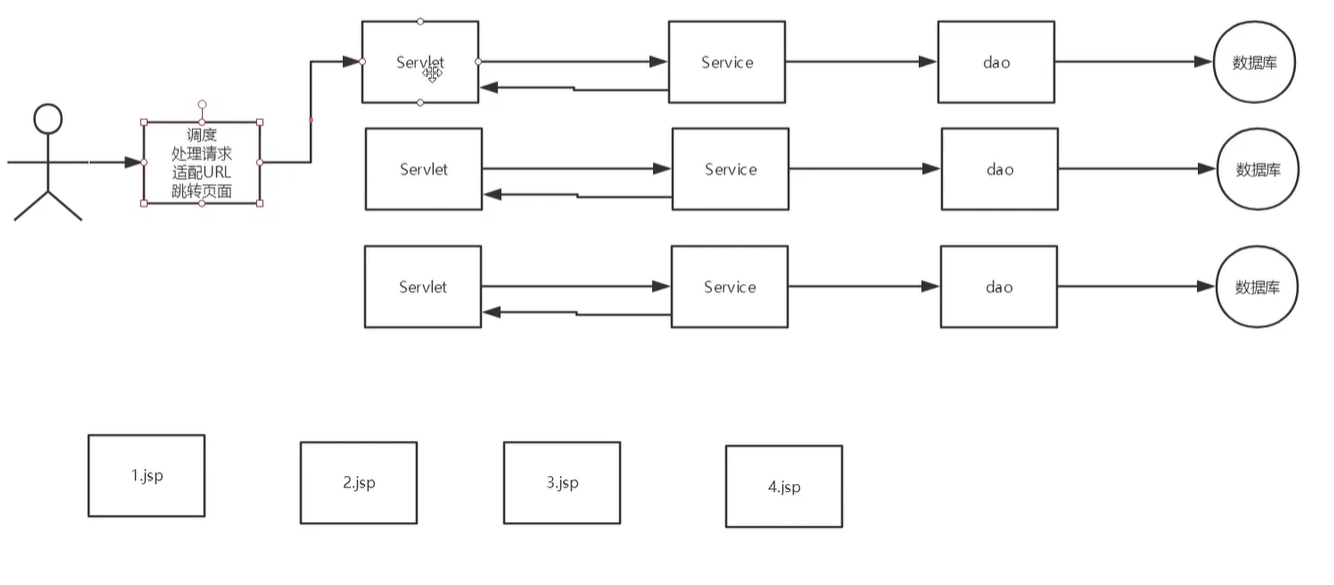 Servlet
Service
dao
数据库
调度
处理请求
适配URL
跳转页面
Servlet
Service
dao
数据库
Servlet
Service
dao
数据库
1.jsp
2.jsp
3.jsp
4.jsp